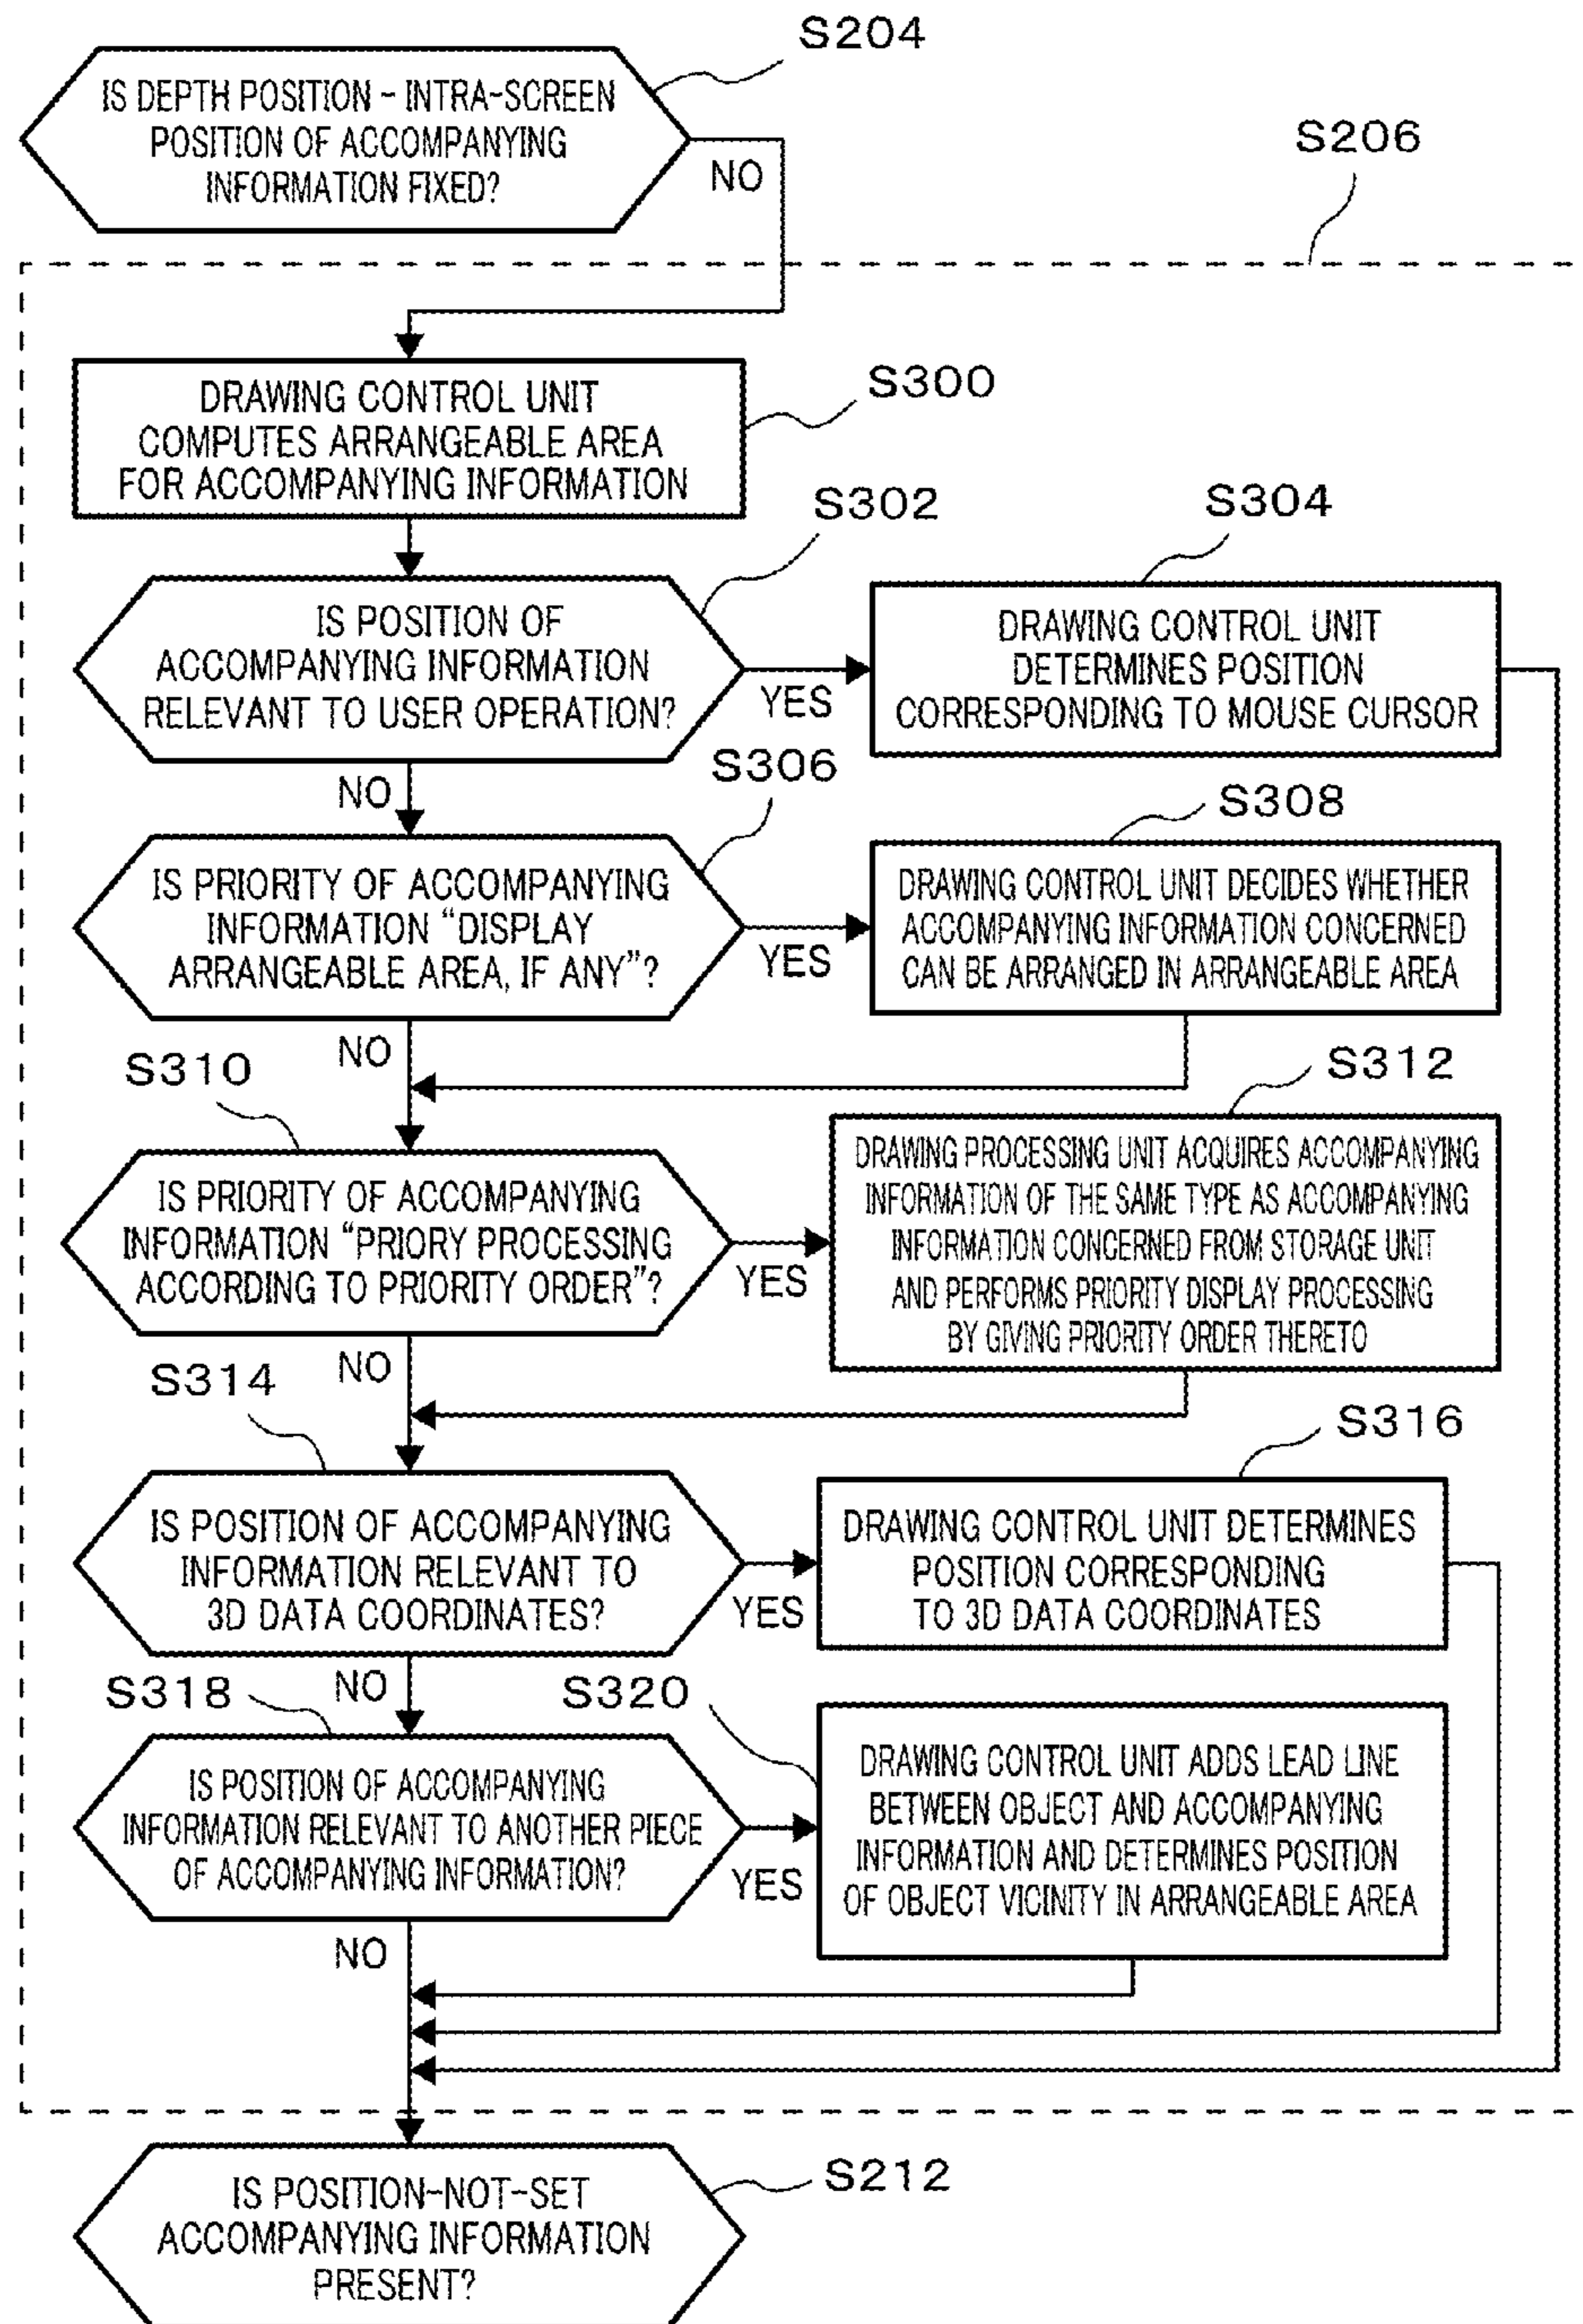 S204
IS DEPTH POSITION - INTRA-SCREEN
POSITION OF ACCOMPANYING
INFORMATION FIXED?
NO
S206
S300
DRAWING CONTROL UNIT
COMPUTES ARRANGEABLE AREA
FOR ACCOMPANYING INFORMATION
S302
IS POSITION OF
ACCOMPANYING INFORMATION
RELEVANT TO USER OPERATION?
YES
S304
DRAWING CONTROL UNIT
DETERMINES POSITION
CORRESPONDING TO MOUSE CURSOR
NO
S306
IS PRIORITY OF ACCOMPANYING
INFORMATION “DISPLAY
ARRANGEABLE AREA, IF ANY”?
YES
S308
DRAWING CONTROL UNIT DECIDES WHETHER
ACCOMPANYING INFORMATION CONCERNED
CAN BE ARRANGED IN ARRANGEABLE AREA
NO
S310
IS PRIORITY OF ACCOMPANYING
INFORMATION “PRIORY PROCESSING
ACCORDING TO PRIORITY ORDER”?
YES
S312
DRAWING PROCESSING UNIT ACQUIRES ACCOMPANYING
INFORMATION OF THE SAME TYPE AS ACCOMPANYING
INFORMATION CONCERNED FROM STORAGE UNIT
AND PERFORMS PRIORITY DISPLAY PROCESSING
BY GIVING PRIORITY ORDER THERETO
NO
S314
IS POSITION OF ACCOMPANYING
INFORMATION RELEVANT TO
3D DATA COORDINATES?
YES
S316
DRAWING CONTROL UNIT DETERMINES
POSITION CORRESPONDING
TO 3D DATA COORDINATES
NO
S318
IS POSITION OF ACCOMPANYING
INFORMATION RELEVANT TO ANOTHER PIECE
OF ACCOMPANYING INFORMATION?
YES
S320
DRAWING CONTROL UNIT ADDS LEAD LINE
BETWEEN OBJECT AND ACCOMPANYING
INFORMATION AND DETERMINES POSITION
OF OBJECT VICINITY IN ARRANGEABLE AREA
NO
S212
IS POSITION-NOT-SET
ACCOMPANYING INFORMATION
PRESENT?